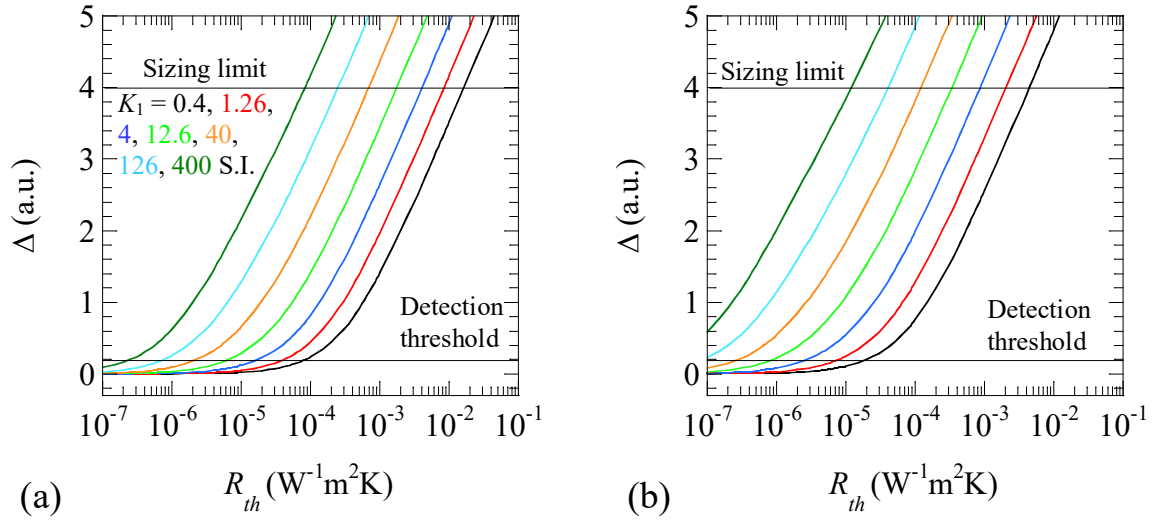 5
4
3
2
1
0
Δ (a.u.)
Sizing limit
K₁ = 0.4, 1.26,
4, 12.6, 40,
126, 400 S.I.
Detection
threshold
10⁻⁷ 10⁻⁶ 10⁻⁵ 10⁻⁴ 10⁻³ 10⁻² 10⁻¹
R_th (W⁻¹m²K)
(a)
5
4
3
2
1
0
Δ (a.u.)
Sizing limit
Detection
threshold
10⁻⁷ 10⁻⁶ 10⁻⁵ 10⁻⁴ 10⁻³ 10⁻² 10⁻¹
R_th (W⁻¹m²K)
(b)